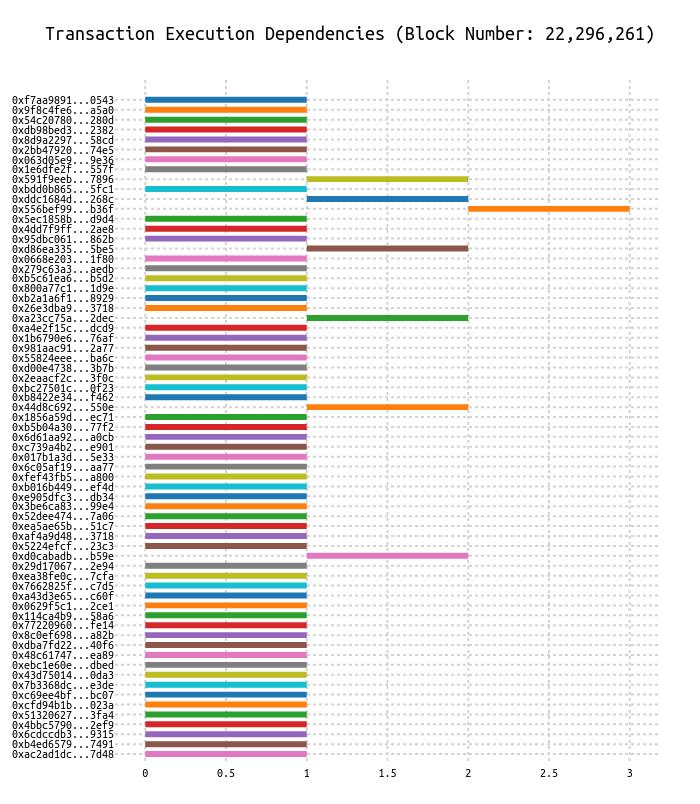 Transaction Execution Dependencies (Block Number: 22,296,261)
0xf7aa9891...0543
0x9f8c4fe6...a5a0
0x54c20780...280d
0xdb98bed3...2382
0x8d9a2297...58cd
0x2bb47920...74e5
0x063d05e9...9e36
0x1e6dfe2f...557f
0x591f9eeb...7896
0xbdd0b865...5fc1
0xddc1684d...268c
0x556bef99...b36f
0x5ec1858b...d9d4
0x4dd7f9ff...2ae8
0x95dbc061...862b
0xd86ea335...5be5
0x0668e203...1f80
0x279c63a3...aedb
0xb5c61ea6...b5d2
0x800a77c1...1d9e
0xb2a1a6f1...8929
0x26e3dba9...3718
0xa23cc75a...2dec
0xa4e2f15c...dcd9
0x1b6790e6...76af
0x981aac91...2a77
0x55824eee...ba6c
0xd00e4738...3b7b
0x2eaacf2c...3f0c
0xbc27501c...0f23
0xb8422e34...f462
0x44d8c692...550e
0x1856a59d...ec71
0xb5b04a30...77f2
0x6d61aa92...a0cb
0xc739a4b2...e901
0x017b1a3d...5e33
0x6c05af19...aa77
0xfef43fb5...a800
0xb016b449...ef4d
0xe905dfc3...db34
0x3be6ca83...99e4
0x52dee474...7a06
0xea5ae65b...51c7
0xaf4a9d48...3718
0x5224efcf...23c3
0xd0cabadb...b59e
0x29d17067...2e94
0xea38fe0c...7cfa
0x7662825f...c7d5
0xa43d3e65...c60f
0x0629f5c1...2ce1
0x114ca4b9...58a6
0x77220960...fe14
0x8c0ef698...a82b
0xdba7fd22...40f6
0x48c61747...ea89
0xebc1e60e...dbed
0x43d75014...0da3
0x7b3368dc...e3de
0xc69ee4bf...bc07
0xcfd94b1b...023a
0x51320627...3fa4
0x4bbc5790...2ef9
0x6cdccdb3...9315
0xb4ed6579...7491
0xac2ad1dc...7d48
0 0.5 1 1.5 2 2.5 3